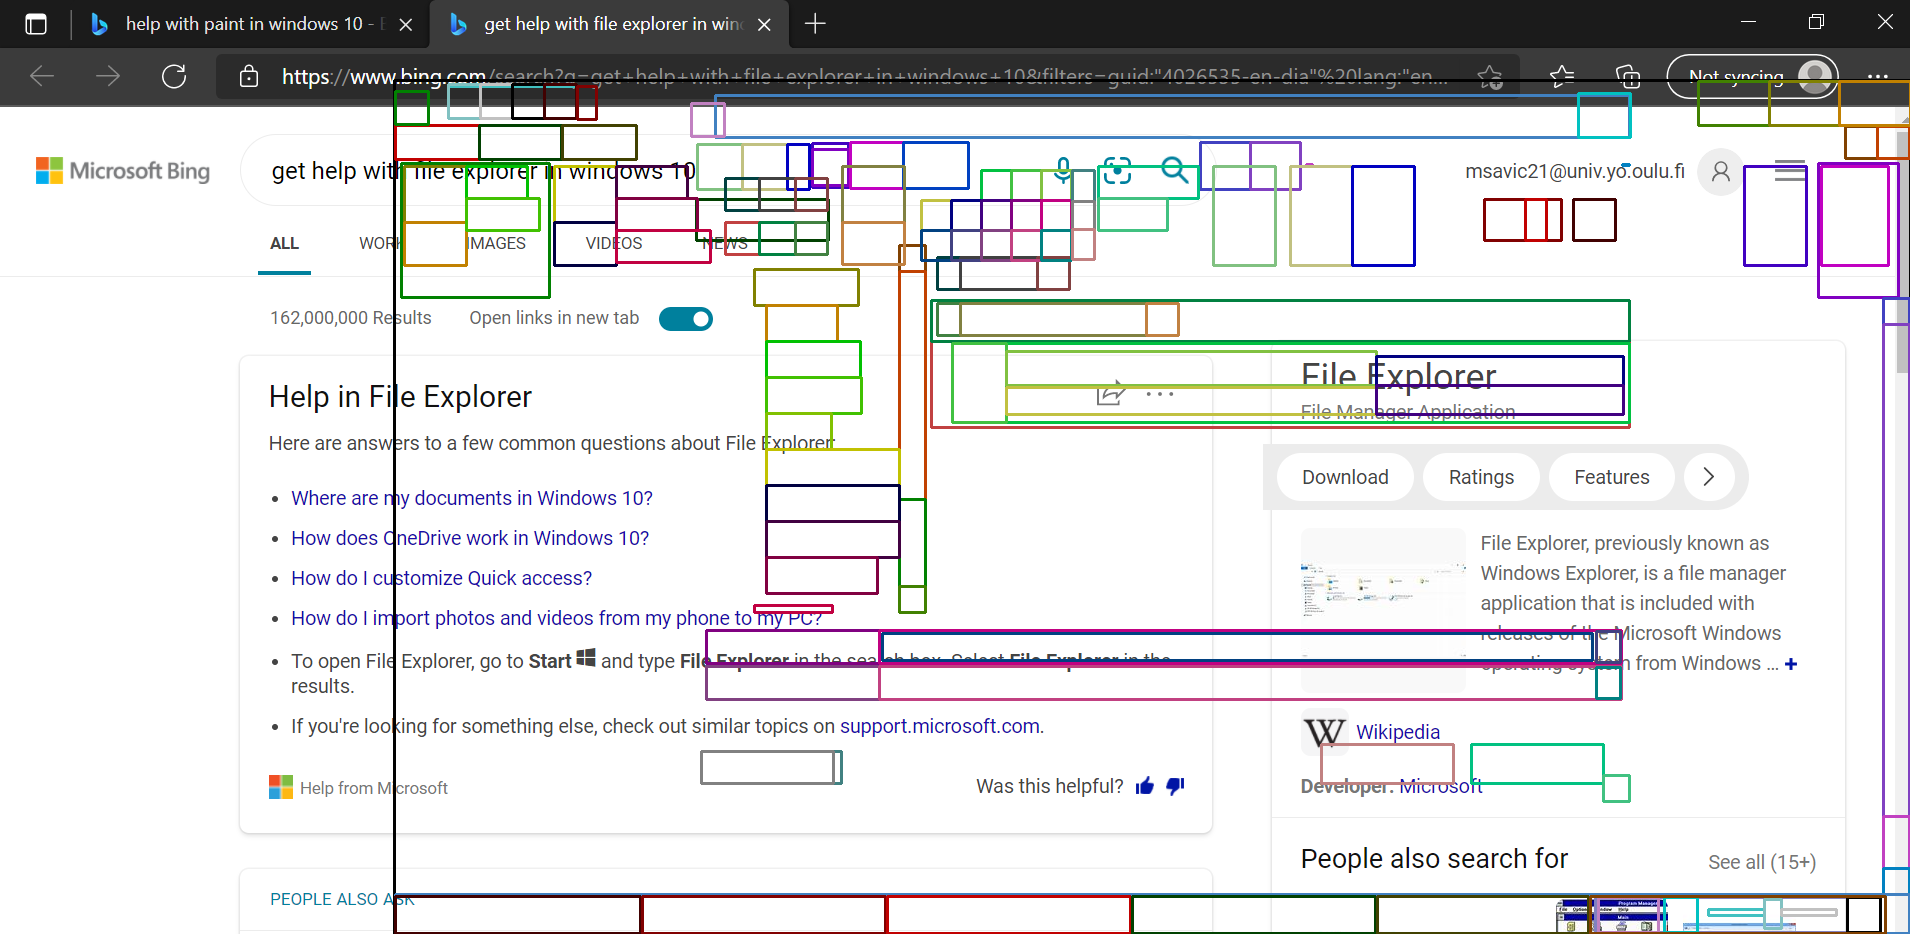 help with paint in windows 10 -
get help with file explorer in win
https://www.bing.com/search?q=get+help+with+file+explorer+in+windows+10&filters=guid:"4026535-en-dia"%20lang:"en...
Not syncing
Microsoft Bing
get help with file explorer in windows 10
msavic21@univ.yo.oulu.fi
ALL WORK IMAGES VIDEOS NEWS
162,000,000 Results Open links in new tab
Help in File Explorer
Here are answers to a few common questions about File Explorer:
Where are my documents in Windows 10?
How does OneDrive work in Windows 10?
How do I customize Quick access?
How do I import photos and videos from my phone to my PC?
To open File Explorer, go to Start and type File Explorer in the search box. Select File Explorer in the
results.
If you're looking for something else, check out similar topics on support.microsoft.com.
Help from Microsoft
Was this helpful?
PEOPLE ALSO ASK
File Explorer
File Manager Application
Download Ratings Features
File Explorer, previously known as
Windows Explorer, is a file manager
application that is included with
releases of the Microsoft Windows
operating system from Windows ...
Wikipedia
Developer: Microsoft
People also search for
See all (15+)
Program Manager
Main